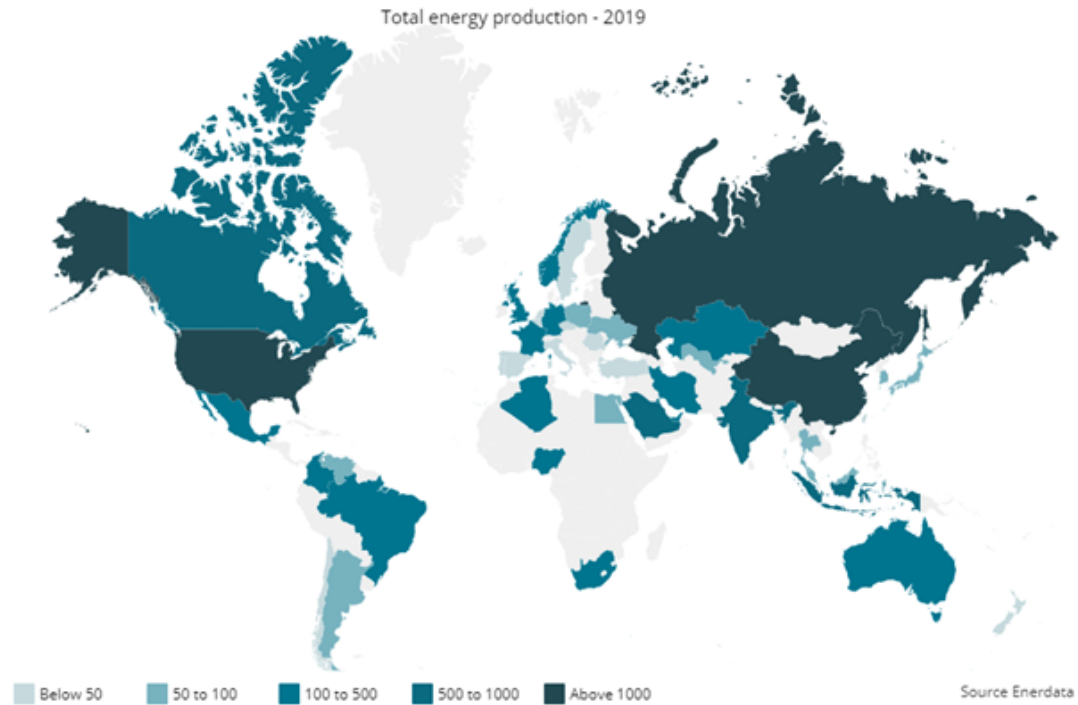 Total energy production - 2019
Below 50
50 to 100
100 to 500
500 to 1000
Above 1000
Source Enerdata